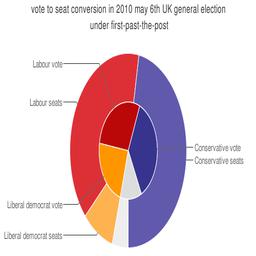 vote to seat conversion in 2010 may 6th UK general election
under first-past-the-post
Labour vote
Labour seats
Conservative vote
Conservative seats
Liberal democrat vote
Liberal democrat seats